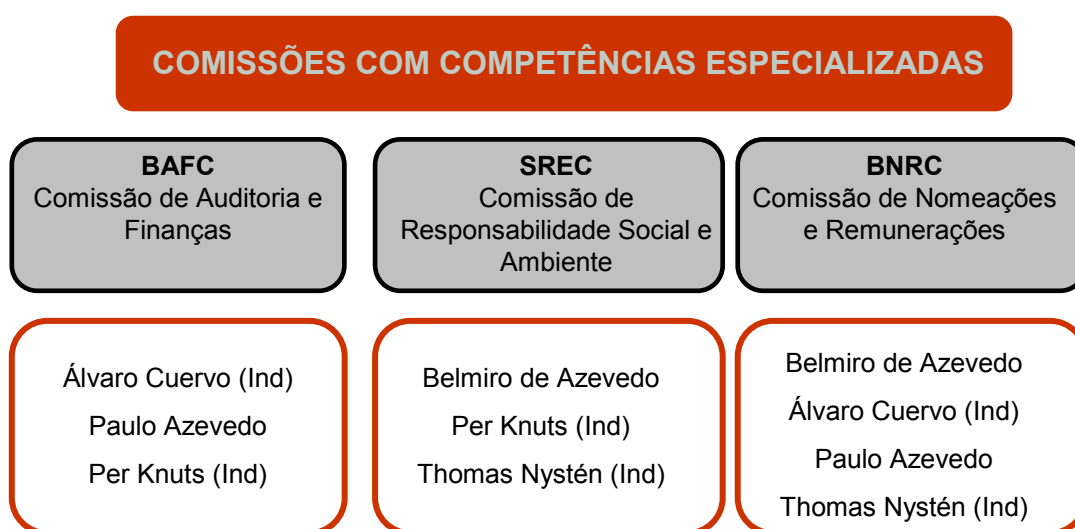 COMISSÕES COM COMPETÊNCIAS ESPECIALIZADAS
BAFC
Comissão de Auditoria e
Finanças
SREC
Comissão de
Responsabilidade Social e
Ambiente
BNRC
Comissão de Nomeações
e Remunerações
Álvaro Cuervo (Ind)
Paulo Azevedo
Per Knuts (Ind)
Belmiro de Azevedo
Per Knuts (Ind)
Thomas Nystén (Ind)
Belmiro de Azevedo
Álvaro Cuervo (Ind)
Paulo Azevedo
Thomas Nystén (Ind)